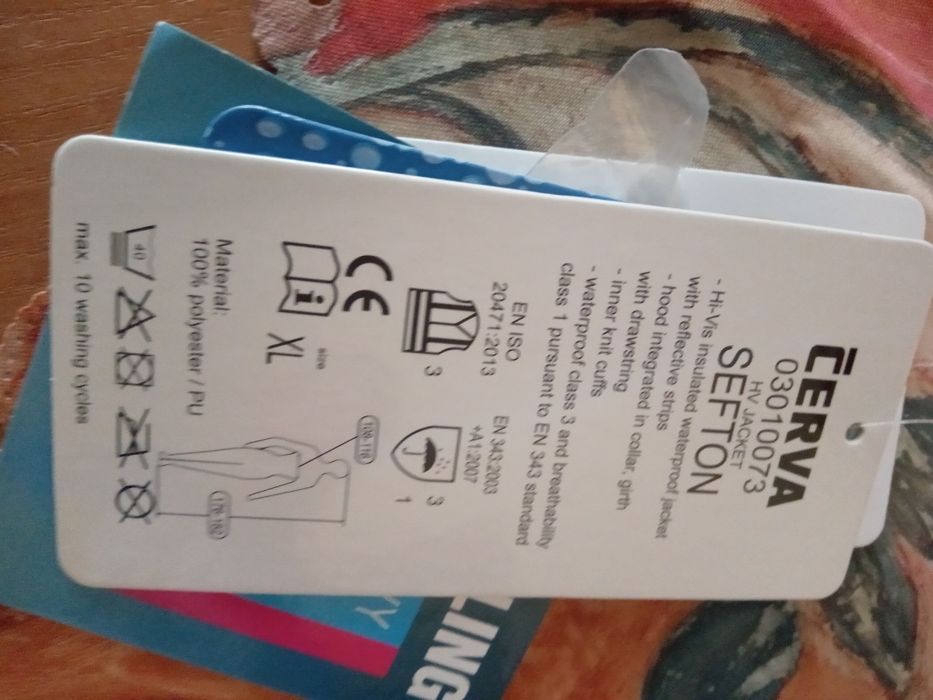 ČERVA
03010073
HV JACKET
SEFTON
- Hi-Vis insulated waterproof jacket
with reflective strips
- hood integrated in collar, girth
with drawstring
- inner knit cuffs
- waterproof class 3 and breathability
class 1 pursuant to EN 343 standard
EN ISO
20471:2013
3
EN 343:2003
+A1:2007
3
1
CE
i
size
XL
108-116
176-182
Material:
100% polyester / PU
40
max. 10 washing cycles
LING